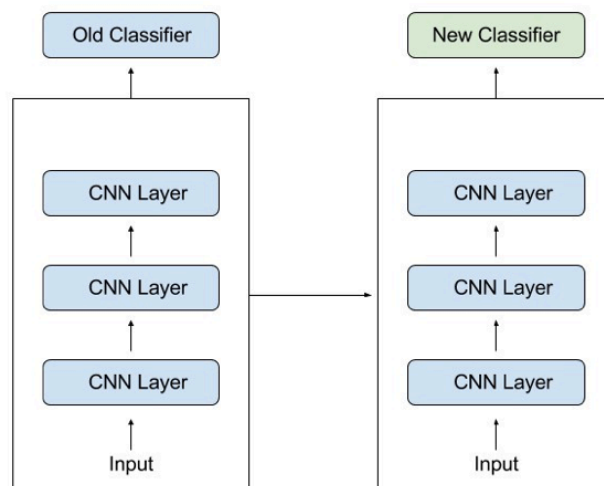 Old Classifier
CNN Layer
CNN Layer
CNN Layer
Input
New Classifier
CNN Layer
CNN Layer
CNN Layer
Input